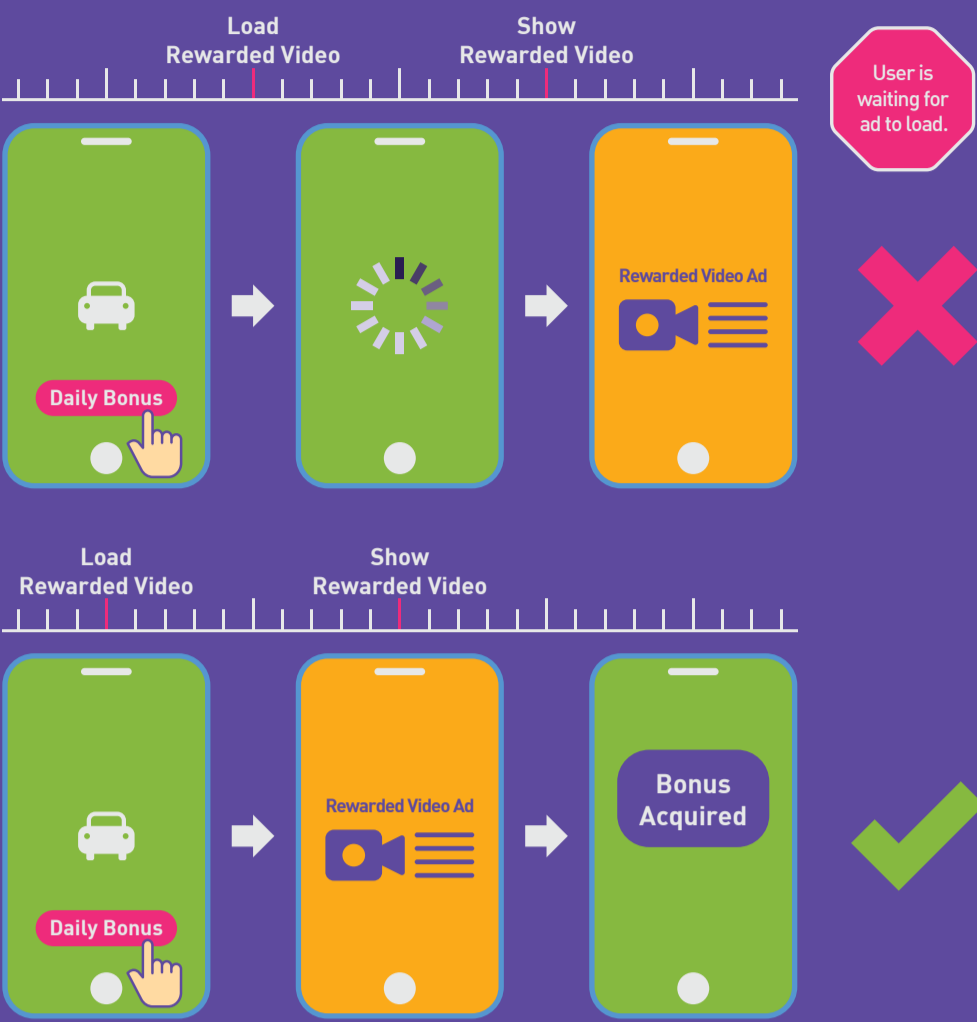 Load
Rewarded Video
Show
Rewarded Video
User is
waiting for
ad to load.
Rewarded Video Ad
Daily Bonus
Load
Rewarded Video
Show
Rewarded Video
Bonus
Acquired
Rewarded Video Ad
Daily Bonus